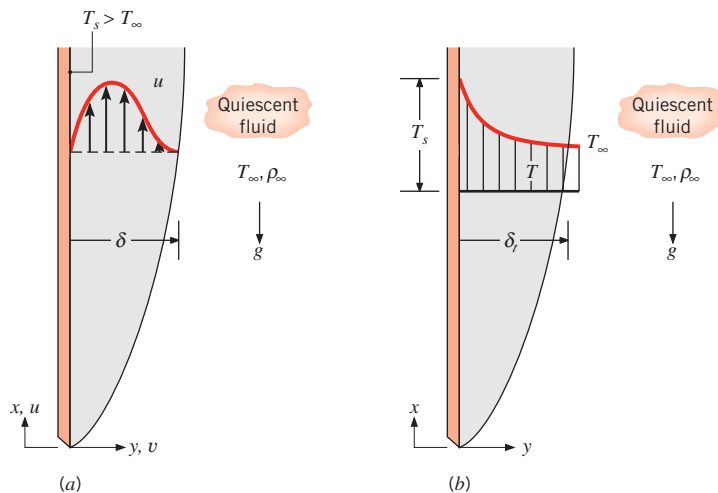 Tₛ > T∞
u
Quiescent
fluid
T∞, ρ∞
δ
g
x, u
y, v
(a)
Tₛ
T
T∞
Quiescent
fluid
T∞, ρ∞
δₜ
g
x
y
(b)